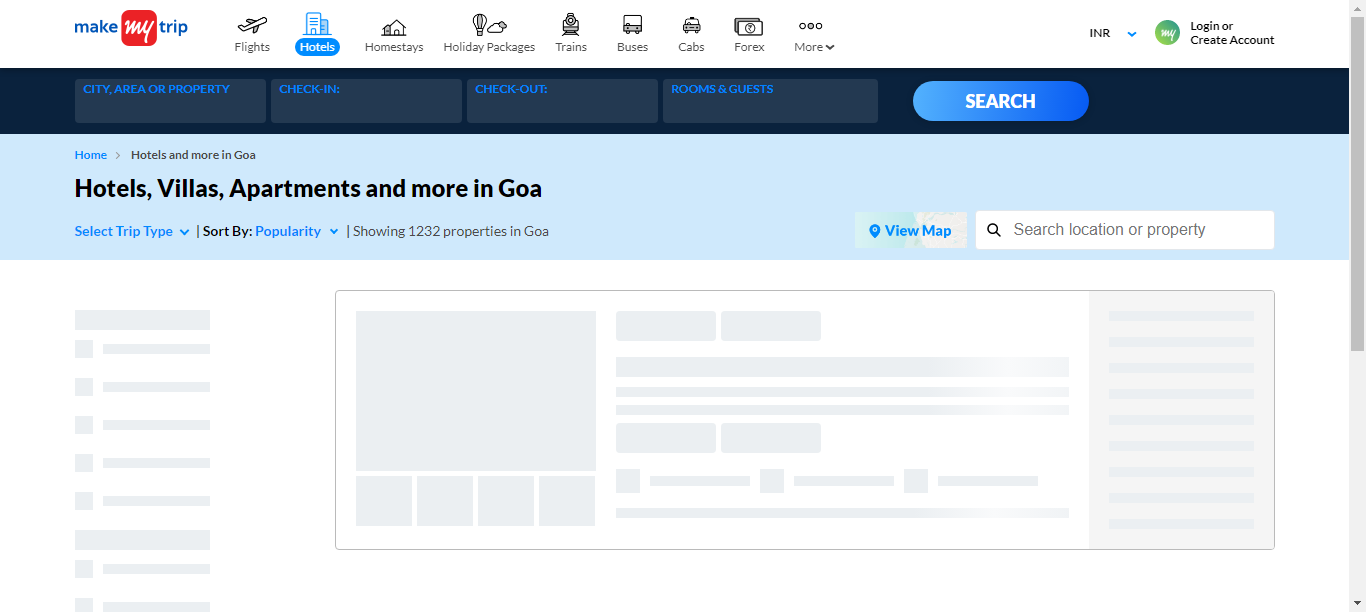 make my trip
Flights
Hotels
Homestays
Holiday Packages
Trains
Buses
Cabs
Forex
More
INR
my
Login or
Create Account
CITY, AREA OR PROPERTY
CHECK-IN:
CHECK-OUT:
ROOMS & GUESTS
SEARCH
Home > Hotels and more in Goa
Hotels, Villas, Apartments and more in Goa
Select Trip Type | Sort By: Popularity | Showing 1232 properties in Goa
View Map
Search location or property